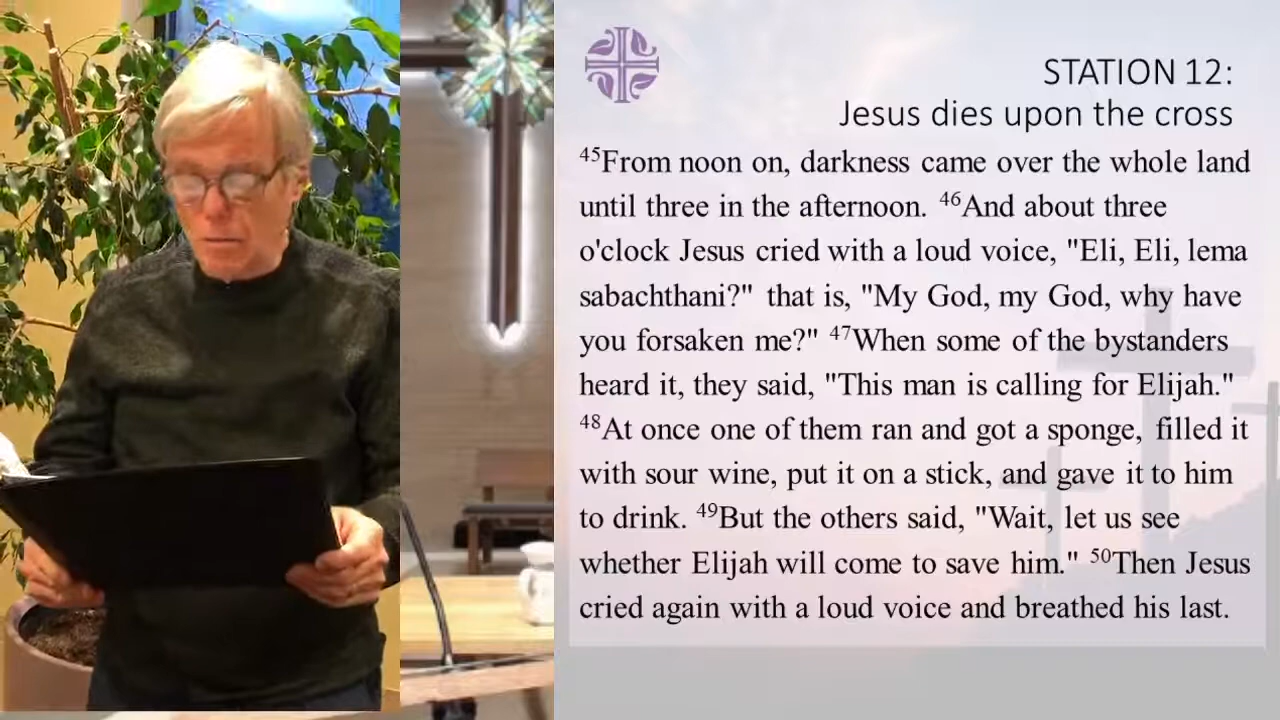 STATION 12:
Jesus dies upon the cross
45From noon on, darkness came over the whole land
until three in the afternoon. 46And about three
o'clock Jesus cried with a loud voice, "Eli, Eli, lema
sabachthani?" that is, "My God, my God, why have
you forsaken me?" 47When some of the bystanders
heard it, they said, "This man is calling for Elijah."
48At once one of them ran and got a sponge, filled it
with sour wine, put it on a stick, and gave it to him
to drink. 49But the others said, "Wait, let us see
whether Elijah will come to save him." 50Then Jesus
cried again with a loud voice and breathed his last.